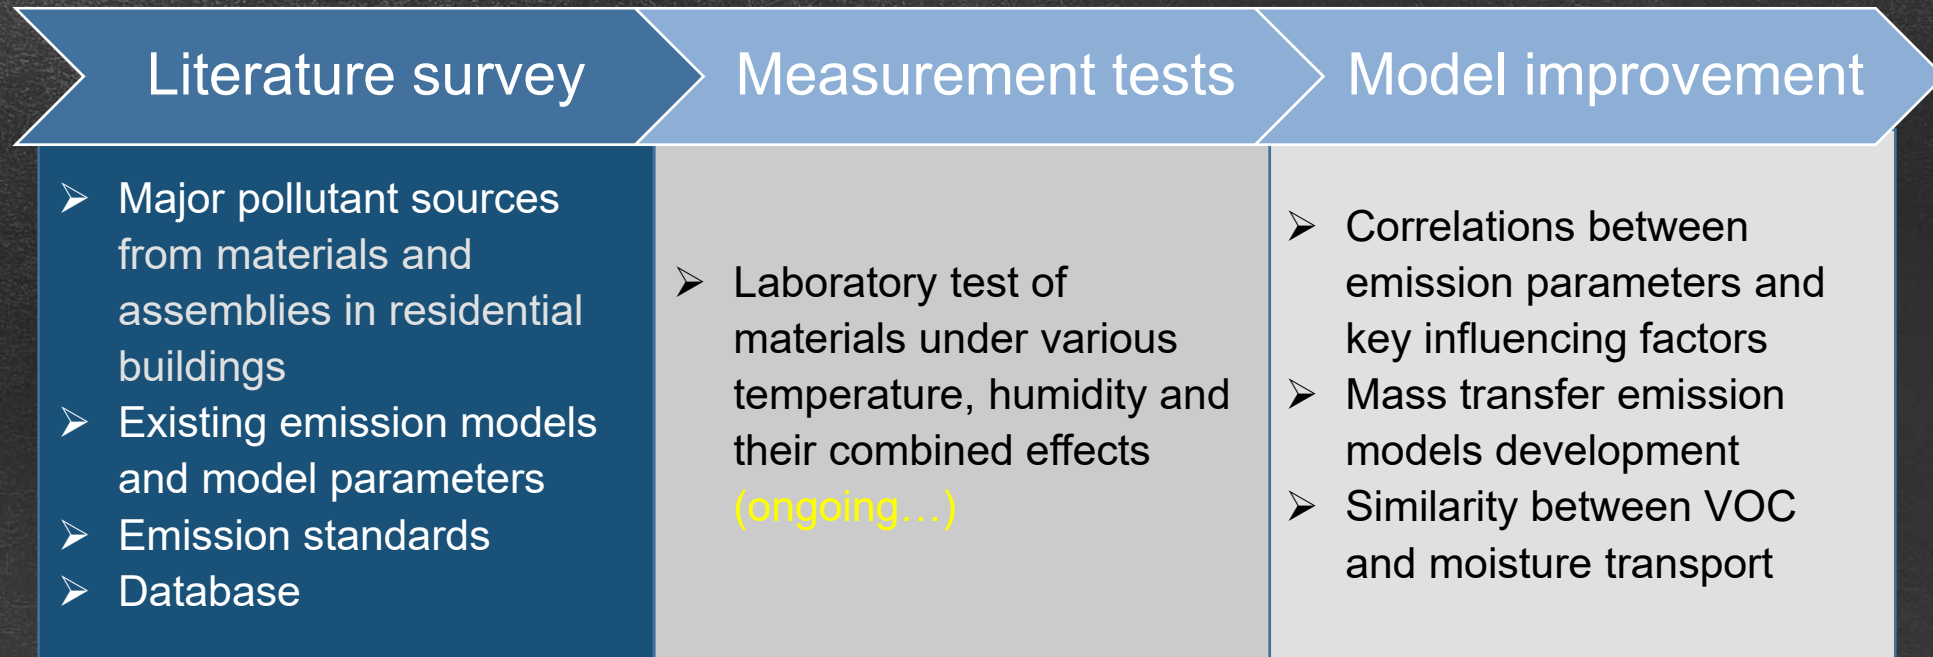 Literature survey
Measurement tests
Model improvement
➢ Major pollutant sources
from materials and
assemblies in residential
buildings
➢ Existing emission models
and model parameters
➢ Emission standards
➢ Database
➢ Laboratory test of
materials under various
temperature, humidity and
their combined effects
(ongoing…)
➢ Correlations between
emission parameters and
key influencing factors
➢ Mass transfer emission
models development
➢ Similarity between VOC
and moisture transport